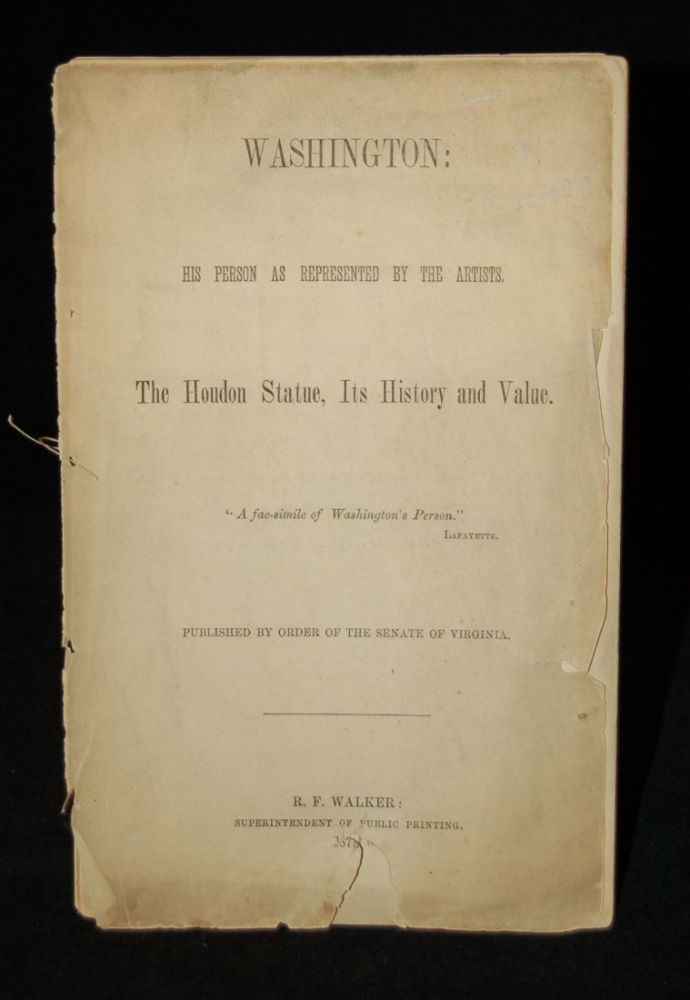 WASHINGTON:
HIS PERSON AS REPRESENTED BY THE ARTISTS.
The Houdon Statue, Its History and Value.
"A fac-simile of Washington's Person."
LAFAYETTE.
PUBLISHED BY ORDER OF THE SENATE OF VIRGINIA.
R. F. WALKER:
SUPERINTENDENT OF PUBLIC PRINTING.